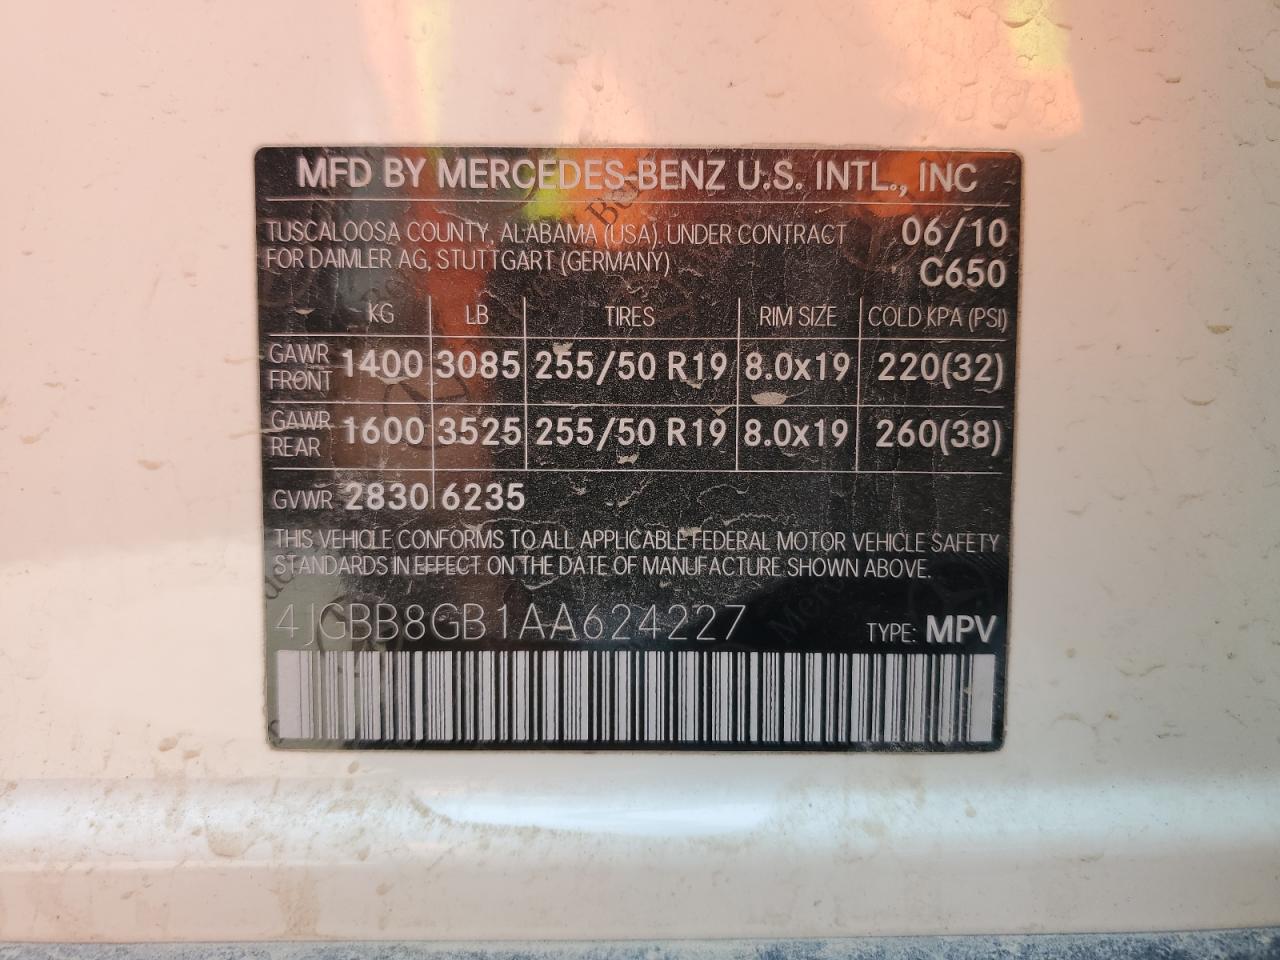 MFD BY MERCEDES-BENZ U.S. INTL., INC
TUSCALOOSA COUNTY, ALABAMA (USA), UNDER CONTRACT 06/10
FOR DAIMLER AG, STUTTGART (GERMANY) C650
KG LB TIRES RIM SIZE COLD KPA (PSI)
GAWR FRONT 1400 3085 255/50 R19 8.0x19 220(32)
GAWR REAR 1600 3525 255/50 R19 8.0x19 260(38)
GVWR 2830 6235
THIS VEHICLE CONFORMS TO ALL APPLICABLE FEDERAL MOTOR VEHICLE SAFETY
STANDARDS IN EFFECT ON THE DATE OF MANUFACTURE SHOWN ABOVE.
4JGBB8GB1AA624227 TYPE: MPV